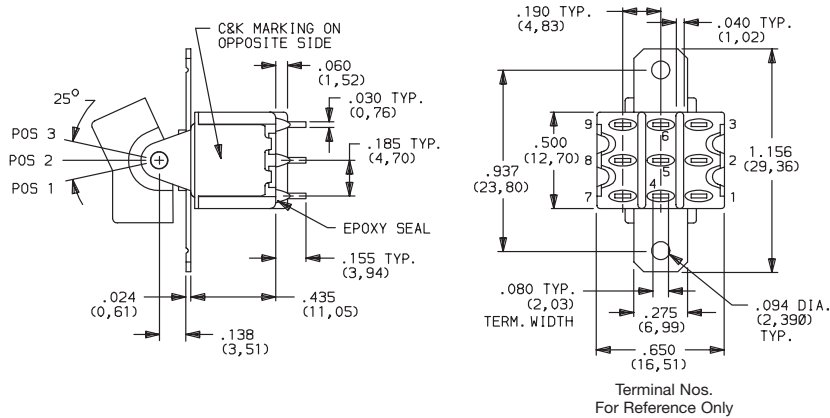 C&K MARKING ON
OPPOSITE SIDE
.060
(1,52)
.030 TYP.
(0,76)
25°
POS 3
POS 2
POS 1
.185 TYP.
(4,70)
EPOXY SEAL
.155 TYP.
(3,94)
.024
(0,61)
.435
(11,05)
.138
(3,51)
.190 TYP.
(4,83)
.040 TYP.
(1,02)
9
6
3
.500
(12,70)
.937
(23,80)
8
5
2
1.156
(29,36)
7
4
1
.080 TYP.
(2,03)
TERM. WIDTH
.275
(6,99)
.094 DIA.
(2,390)
TYP.
.650
(16,51)
Terminal Nos.
For Reference Only